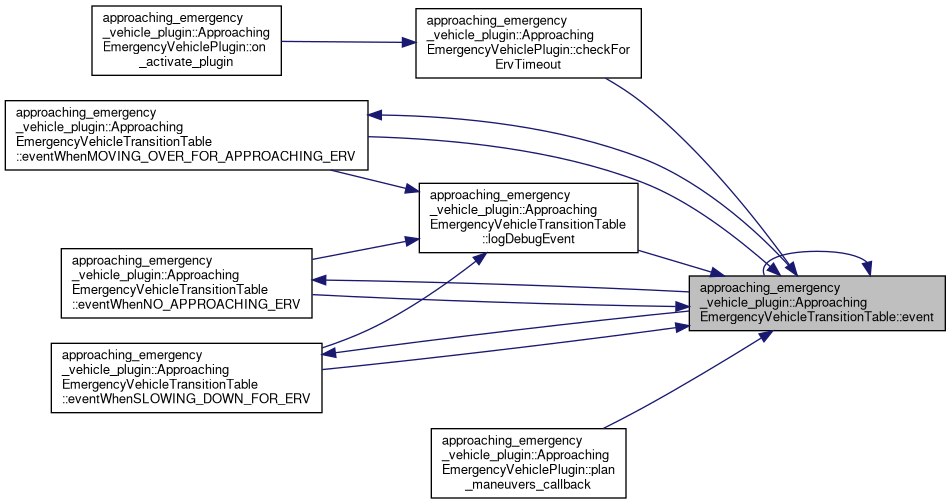 approaching_emergency
_vehicle_plugin::Approaching
EmergencyVehiclePlugin::on
_activate_plugin
approaching_emergency
_vehicle_plugin::Approaching
EmergencyVehiclePlugin::checkFor
ErvTimeout
approaching_emergency
_vehicle_plugin::Approaching
EmergencyVehicleTransitionTable
::eventWhenMOVING_OVER_FOR_APPROACHING_ERV
approaching_emergency
_vehicle_plugin::Approaching
EmergencyVehicleTransitionTable
::logDebugEvent
approaching_emergency
_vehicle_plugin::Approaching
EmergencyVehicleTransitionTable
::eventWhenNO_APPROACHING_ERV
approaching_emergency
_vehicle_plugin::Approaching
EmergencyVehicleTransitionTable::event
approaching_emergency
_vehicle_plugin::Approaching
EmergencyVehicleTransitionTable
::eventWhenSLOWING_DOWN_FOR_ERV
approaching_emergency
_vehicle_plugin::Approaching
EmergencyVehiclePlugin::plan
_maneuvers_callback